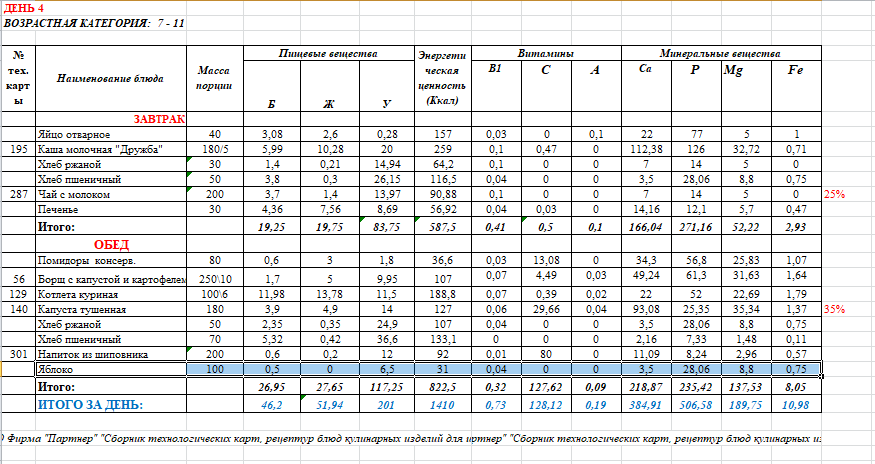 ДЕНЬ 4
ВОЗРАСТНАЯ КАТЕГОРИЯ: 7 - 11
№ тех. карты Наименование блюда Масса порции Пищевые вещества Энергетическая ценность (Ккал) Витамины Минеральные вещества
Б Ж У В1 С А Са Р Mg Fe
ЗАВТРАК
Яйцо отварное 40 3,08 2,6 0,28 157 0,03 0 0,1 22 77 5 1
195 Каша молочная "Дружба" 180/5 5,99 10,28 20 259 0,1 0,47 0 112,38 126 32,72 0,71
Хлеб ржаной 30 1,4 0,21 14,94 64,2 0,1 0 0 7 14 5 0
Хлеб пшеничный 50 3,8 0,3 26,15 116,5 0,04 0 0 3,5 28,06 8,8 0,75
287 Чай с молоком 200 3,7 1,4 13,97 90,88 0,1 0 0 7 14 5 0 25%
Печенье 30 4,36 7,56 8,69 56,92 0,04 0,03 0 14,16 12,1 5,7 0,47
Итого: 19,25 19,75 83,75 587,5 0,41 0,5 0,1 166,04 271,16 52,22 2,93
ОБЕД
Помидоры консерв. 80 0,6 3 1,8 36,6 0,03 13,08 0 34,3 56,8 25,83 1,07
56 Борщ с капустой и картофелем 250\10 1,7 5 9,95 107 0,07 4,49 0,03 49,24 61,3 31,63 1,64
129 Котлета куриная 100\6 11,98 13,78 11,5 188,8 0,07 0,39 0,02 22 52 22,69 1,79
140 Капуста тушенная 180 3,9 4,9 14 127 0,06 29,66 0,04 93,08 25,35 35,34 1,37 35%
Хлеб ржаной 50 2,35 0,35 24,9 107 0,04 0 0 3,5 28,06 8,8 0,75
Хлеб пшеничный 70 5,32 0,42 36,6 133,1 0 0 0 2,16 7,33 1,48 0,11
301 Напиток из шиповника 200 0,6 0,2 12 92 0,01 80 0 11,09 8,24 2,96 0,57
Яблоко 100 0,5 0 6,5 31 0,04 0 0 3,5 28,06 8,8 0,75
Итого: 26,95 27,65 117,25 822,5 0,32 127,62 0,09 218,87 235,42 137,53 8,05
ИТОГО ЗА ДЕНЬ: 46,2 51,94 201 1410 0,73 128,12 0,19 384,91 506,58 189,75 10,98
Фирма "Партнер" "Сборник технологических карт, рецептур блюд кулинарных изделий для ртнер" "Сборник технологических карт, рецептур блюд кулинарных из